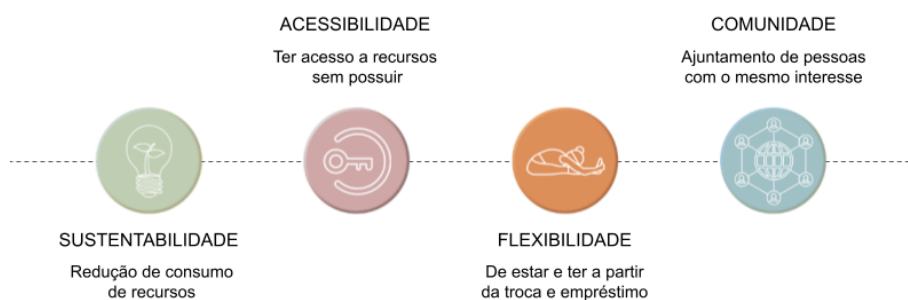 ACESSIBILIDADE
Ter acesso a recursos
sem possuir
COMUNIDADE
Ajuntamento de pessoas
com o mesmo interesse
SUSTENTABILIDADE
Redução de consumo
de recursos
FLEXIBILIDADE
De estar e ter a partir
da troca e empréstimo